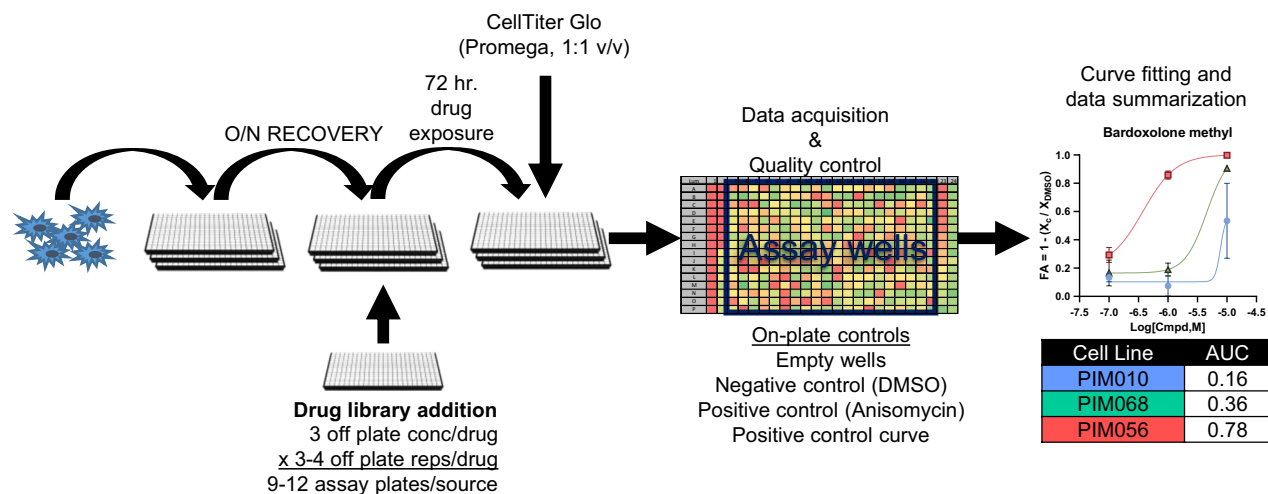 CellTiter Glo
(Promega, 1:1 v/v)
72 hr.
drug
exposure
O/N RECOVERY
Drug library addition
3 off plate conc/drug
x 3-4 off plate reps/drug
9-12 assay plates/source
Data acquisition
&
Quality control
23 24
A
B
C
D
E
F
G
H
I
J
K
L
M
N
O
P
Assay wells
On-plate controls
Empty wells
Negative control (DMSO)
Positive control (Anisomycin)
Positive control curve
Curve fitting and
data summarization
Bardoxolone methyl
FA = 1 - (XC / XDMSO)
1.0
0.8
0.6
0.4
0.2
0.0
-7.5 -7.0 -6.5 -6.0 -5.5 -5.0 -4.5
Log[Cmpd,M]
Cell Line AUC
PIM010 0.16
PIM068 0.36
PIM056 0.78